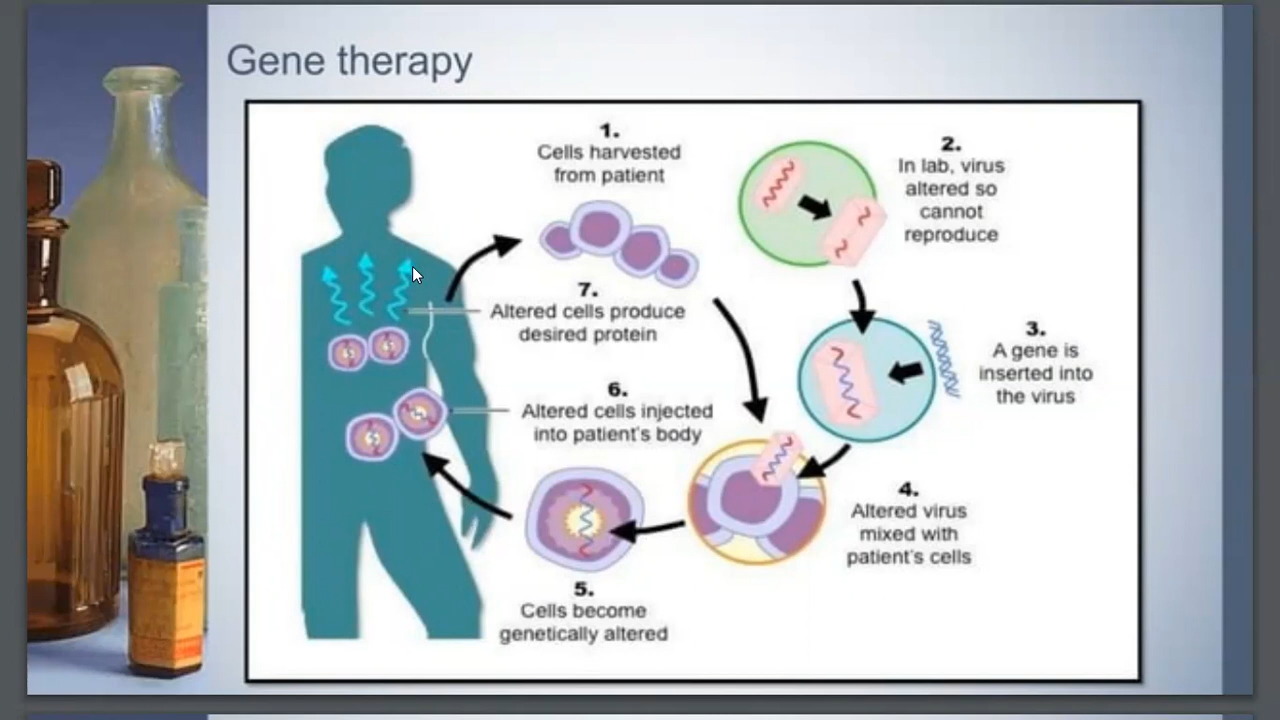 Gene therapy
1.
Cells harvested
from patient
2.
In lab, virus
altered so
cannot
reproduce
3.
A gene is
inserted into
the virus
4.
Altered virus
mixed with
patient's cells
5.
Cells become
genetically altered
6.
Altered cells injected
into patient's body
7.
Altered cells produce
desired protein